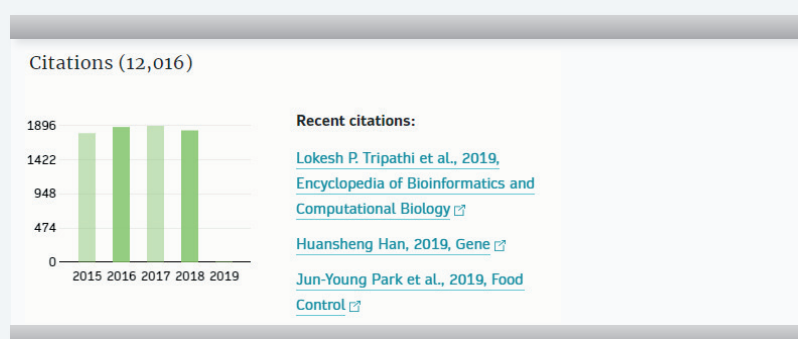 Citations (12,016)
1896
1422
948
474
0
2015 2016 2017 2018 2019
Recent citations:
Lokesh P. Tripathi et al., 2019,
Encyclopedia of Bioinformatics and
Computational Biology
Huansheng Han, 2019, Gene
Jun-Young Park et al., 2019, Food
Control